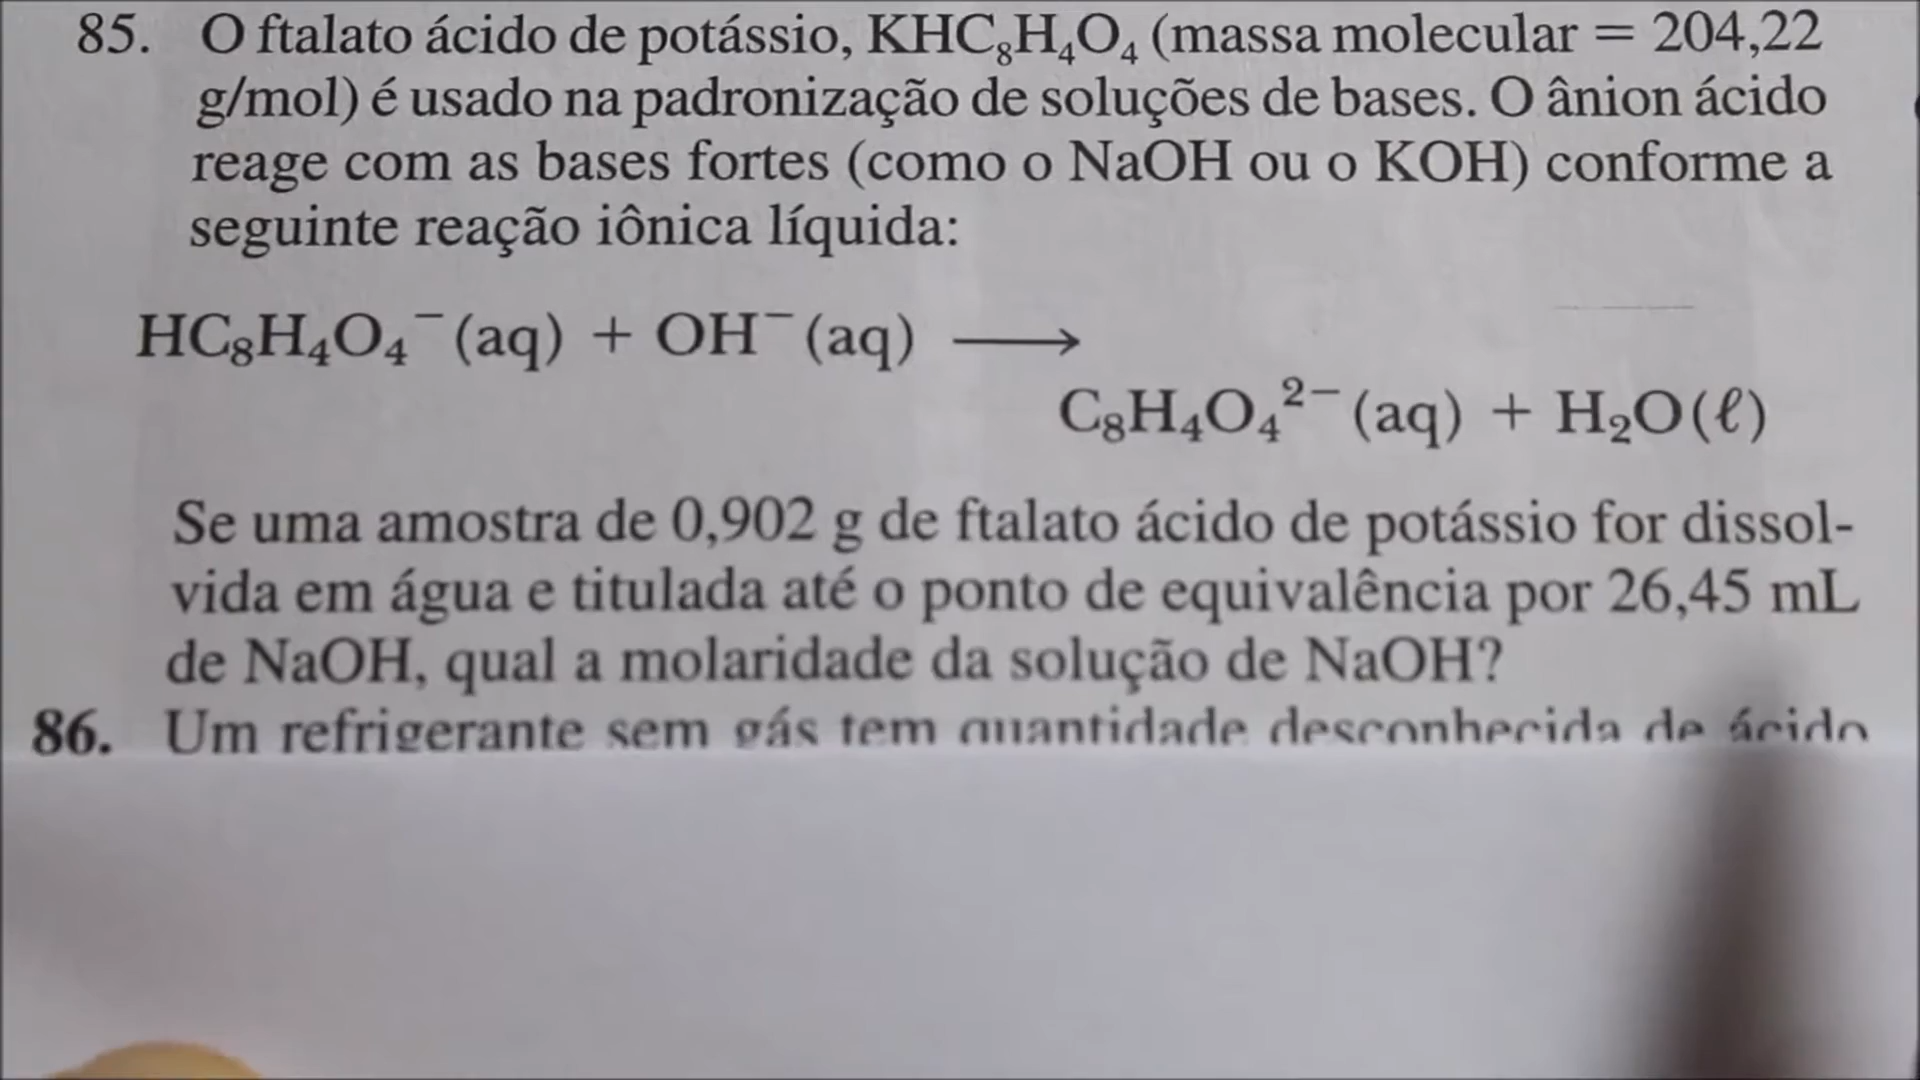 85. O ftalato ácido de potássio, KHC₈H₄O₄ (massa molecular = 204,22
g/mol) é usado na padronização de soluções de bases. O ânion ácido
reage com as bases fortes (como o NaOH ou o KOH) conforme a
seguinte reação iônica líquida:
HC₈H₄O₄⁻(aq) + OH⁻(aq) ⟶
C₈H₄O₄²⁻(aq) + H₂O(ℓ)
Se uma amostra de 0,902 g de ftalato ácido de potássio for dissol-
vida em água e titulada até o ponto de equivalência por 26,45 mL
de NaOH, qual a molaridade da solução de NaOH?
86. Um refrigerante sem gás tem quantidade desconhecida de ácido